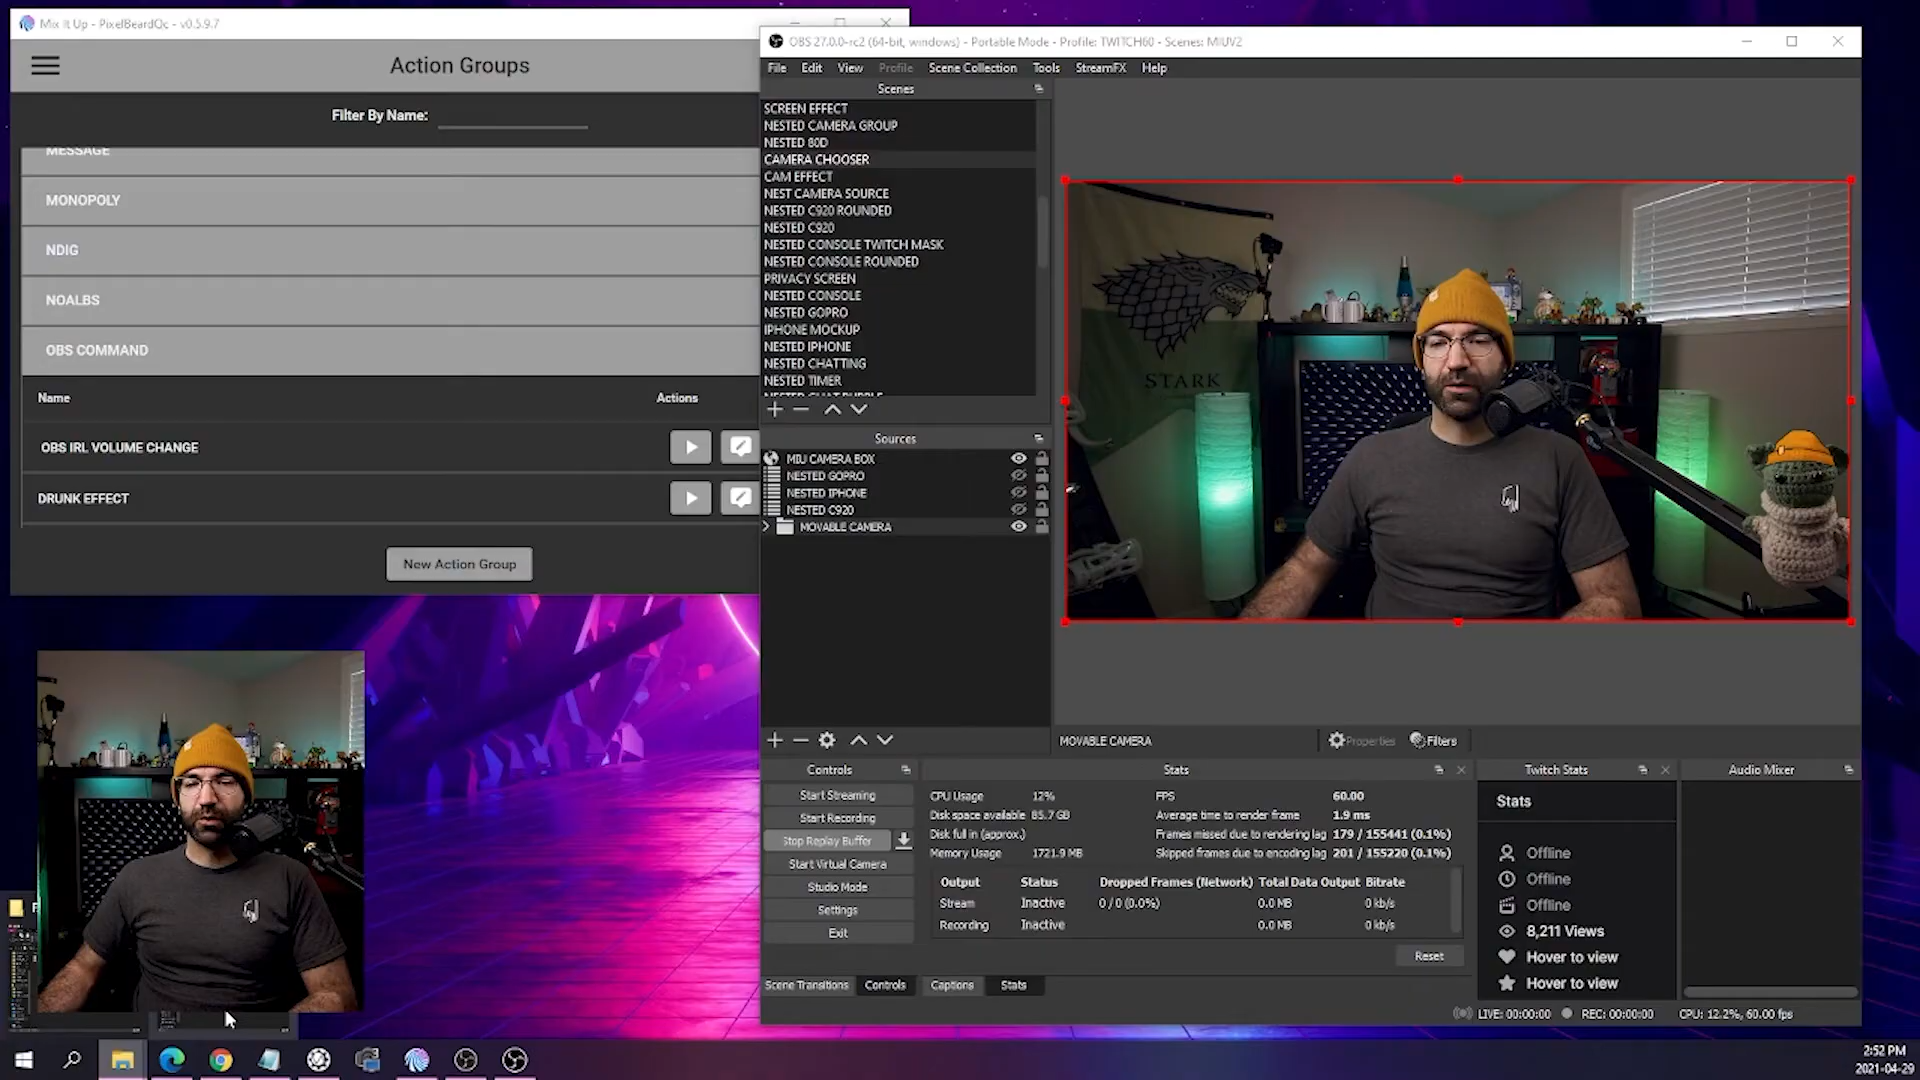 Mix It Up - PixelBeardQc - v0.5.9.7
Action Groups
Filter By Name:
MESSAGE
MONOPOLY
NDIG
NOALBS
OBS COMMAND
Name Actions
OBS IRL VOLUME CHANGE
DRUNK EFFECT
New Action Group
OBS 27.0.0-rc2 (64-bit, windows) - Portable Mode - Profile: TWITCH60 - Scenes: MIUV2
File Edit View Profile Scene Collection Tools StreamFX Help
Scenes
SCREEN EFFECT
NESTED CAMERA GROUP
NESTED 80D
CAMERA CHOOSER
CAM EFFECT
NEST CAMERA SOURCE
NESTED C920 ROUNDED
NESTED C920
NESTED CONSOLE TWITCH MASK
NESTED CONSOLE ROUNDED
PRIVACY SCREEN
NESTED CONSOLE
NESTED GOPRO
IPHONE MOCKUP
NESTED IPHONE
NESTED CHATTING
NESTED TIMER
Sources
MIU CAMERA BOX
NESTED GOPRO
NESTED IPHONE
NESTED C920
MOVABLE CAMERA
STARK
MOVABLE CAMERA Properties Filters
Controls
Start Streaming
Start Recording
Stop Replay Buffer
Start Virtual Camera
Studio Mode
Settings
Exit
Scene Transitions Controls
Stats
CPU Usage 12%
Disk space available 85.7 GB
Disk full in (approx.)
Memory Usage 1721.9 MB
FPS 60.00
Average time to render frame 1.9 ms
Frames missed due to rendering lag 179 / 155441 (0.1%)
Skipped frames due to encoding lag 201 / 155220 (0.1%)
Output Status Dropped Frames (Network) Total Data Output Bitrate
Stream Inactive 0 / 0 (0.0%) 0.0 MB 0 kb/s
Recording Inactive 0.0 MB 0 kb/s
Reset
Captions Stats
Twitch Stats
Stats
Offline
Offline
Offline
8,211 Views
Hover to view
Hover to view
Audio Mixer
LIVE: 00:00:00 REC: 00:00:00 CPU: 12.2%, 60.00 fps
2:52 PM
2021-04-29